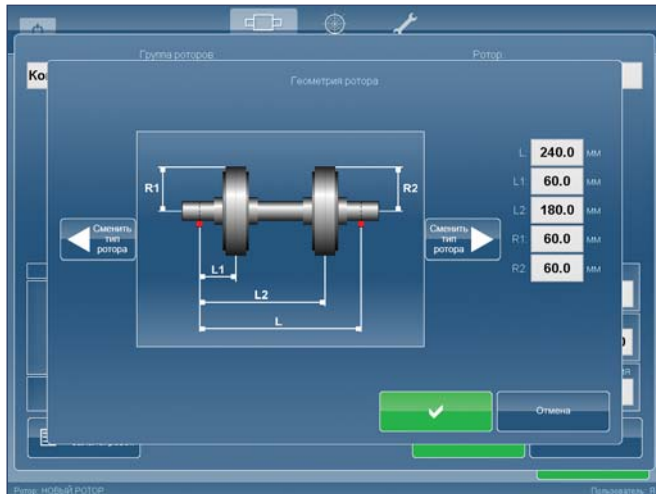 Группа роторов:
Ротор:
Ко
Геометрия ротора
R1
R2
L1
L2
L
Сменить
тип
ротора
Сменить
тип
ротора
L: 240.0 мм
L1: 60.0 мм
L2: 180.0 мм
R1: 60.0 мм
R2: 60.0 мм
Отмена
Ротор: НОВЫЙ РОТОР
Пользователь: Я